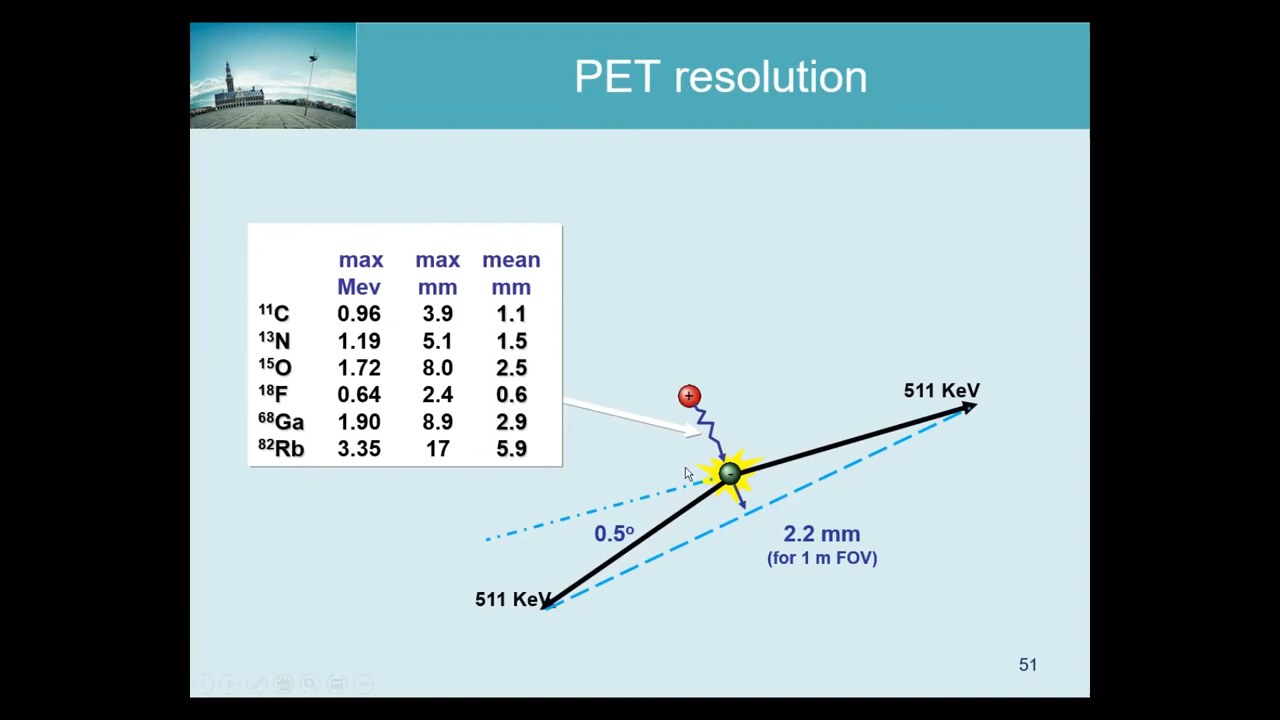 PET resolution
max max mean
Mev mm mm
¹¹C 0.96 3.9 1.1
¹³N 1.19 5.1 1.5
¹⁵O 1.72 8.0 2.5
¹⁸F 0.64 2.4 0.6
⁶⁸Ga 1.90 8.9 2.9
⁸²Rb 3.35 17 5.9
+
511 KeV
-
0.5º
2.2 mm
(for 1 m FOV)
511 KeV
51